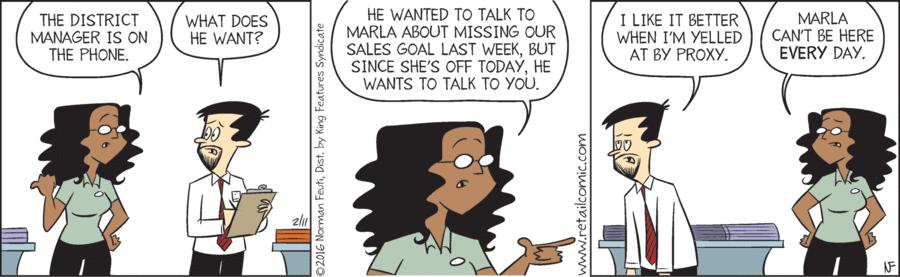 THE DISTRICT
MANAGER IS ON
THE PHONE.
WHAT DOES
HE WANT?
2/11
©2016 Norman Feuti, Dist. by King Features Syndicate
HE WANTED TO TALK TO
MARLA ABOUT MISSING OUR
SALES GOAL LAST WEEK, BUT
SINCE SHE'S OFF TODAY, HE
WANTS TO TALK TO YOU.
www.retailcomic.com
I LIKE IT BETTER
WHEN I'M YELLED
AT BY PROXY.
MARLA
CAN'T BE HERE
EVERY DAY.
NF